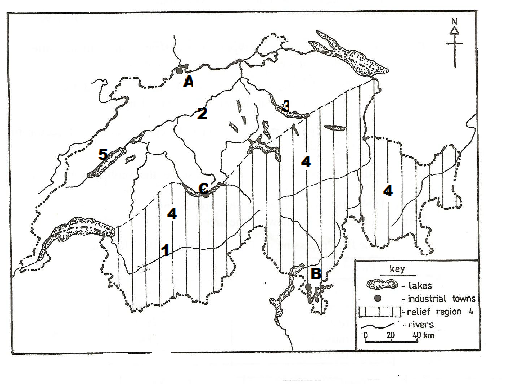 N
A
2
3
5
4
4
C
4
1
B
key
- lakes
- industrial towns
- relief region 4
- rivers
0 20 40 km